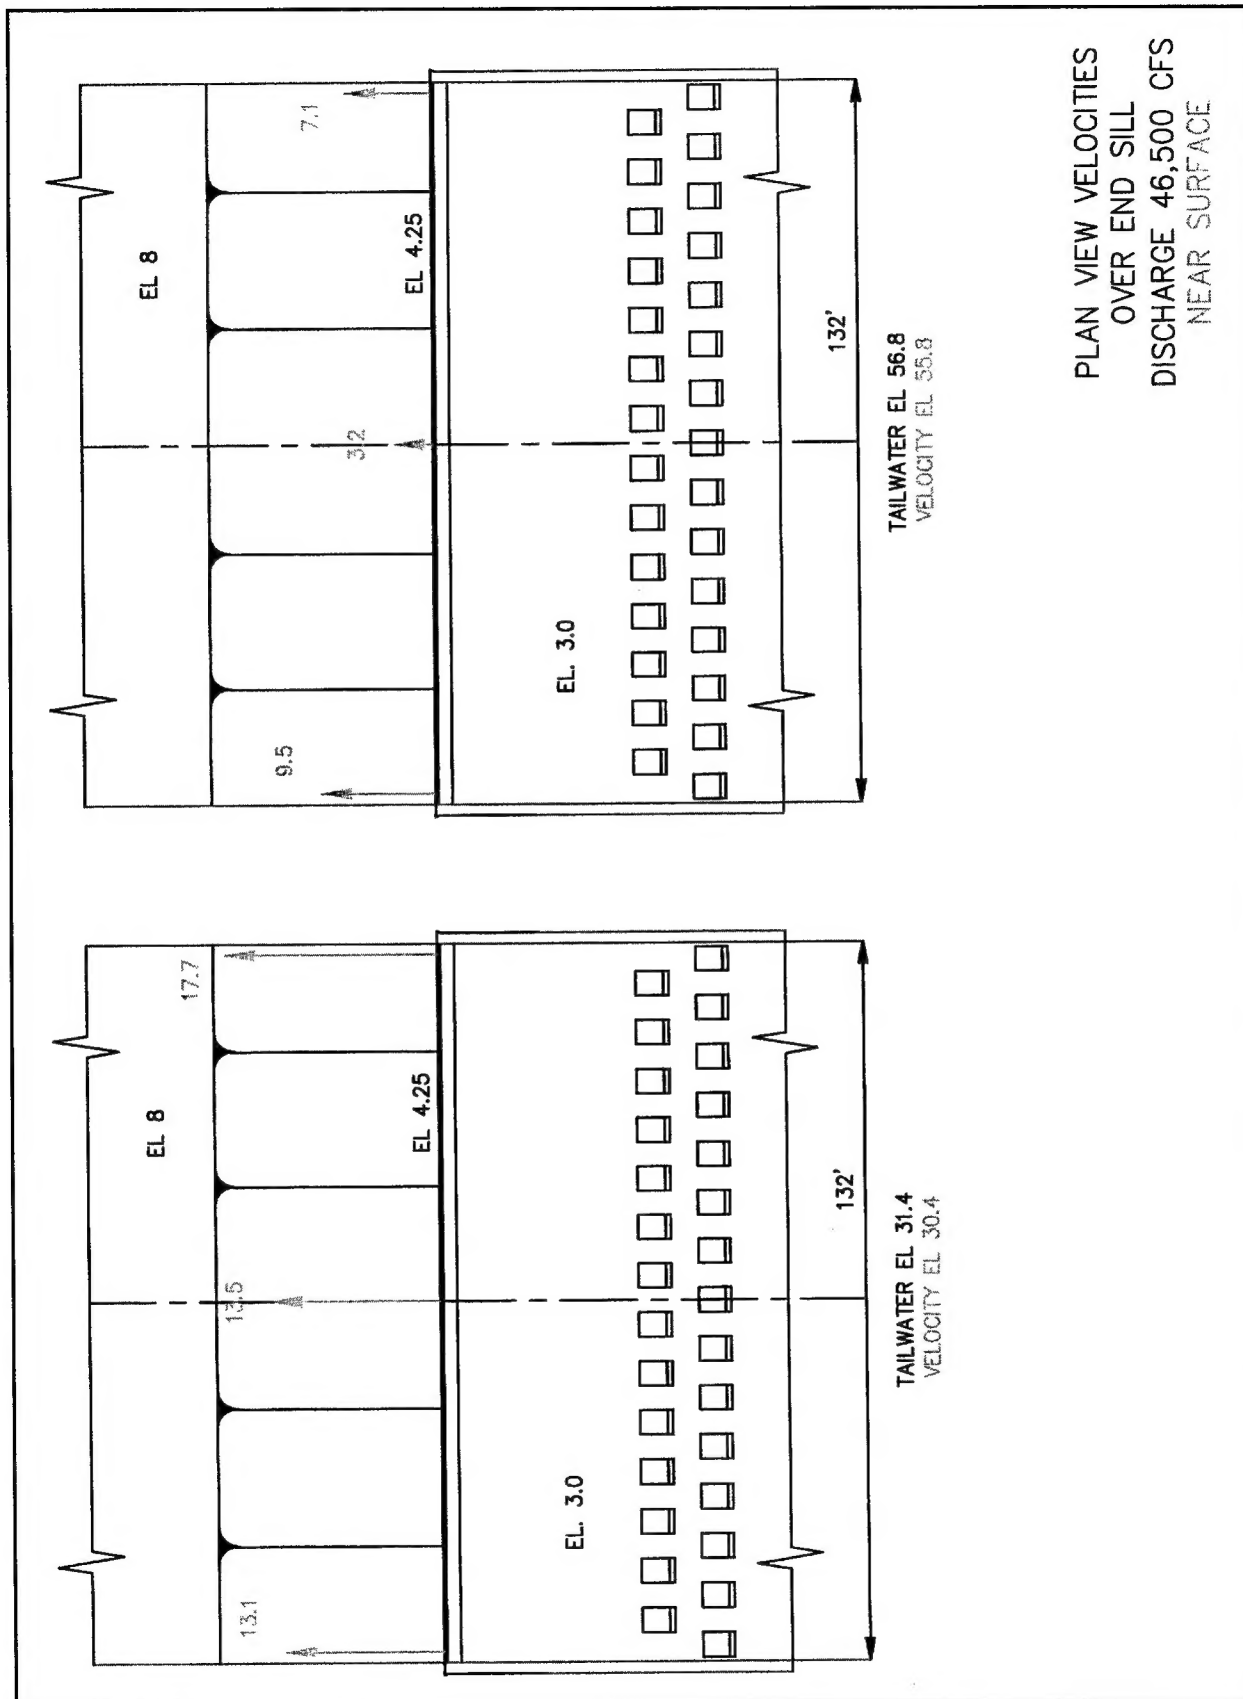 EL 8
17.7
EL 4.25
13.5
13.1
EL. 3.0
132'
TAILWATER EL 31.4
VELOCITY EL 30.4
EL 8
7.1
EL 4.25
3.2
9.5
EL. 3.0
132'
TAILWATER EL 56.8
VELOCITY EL 55.8
PLAN VIEW VELOCITIES
OVER END SILL
DISCHARGE 46,500 CFS
NEAR SURFACE